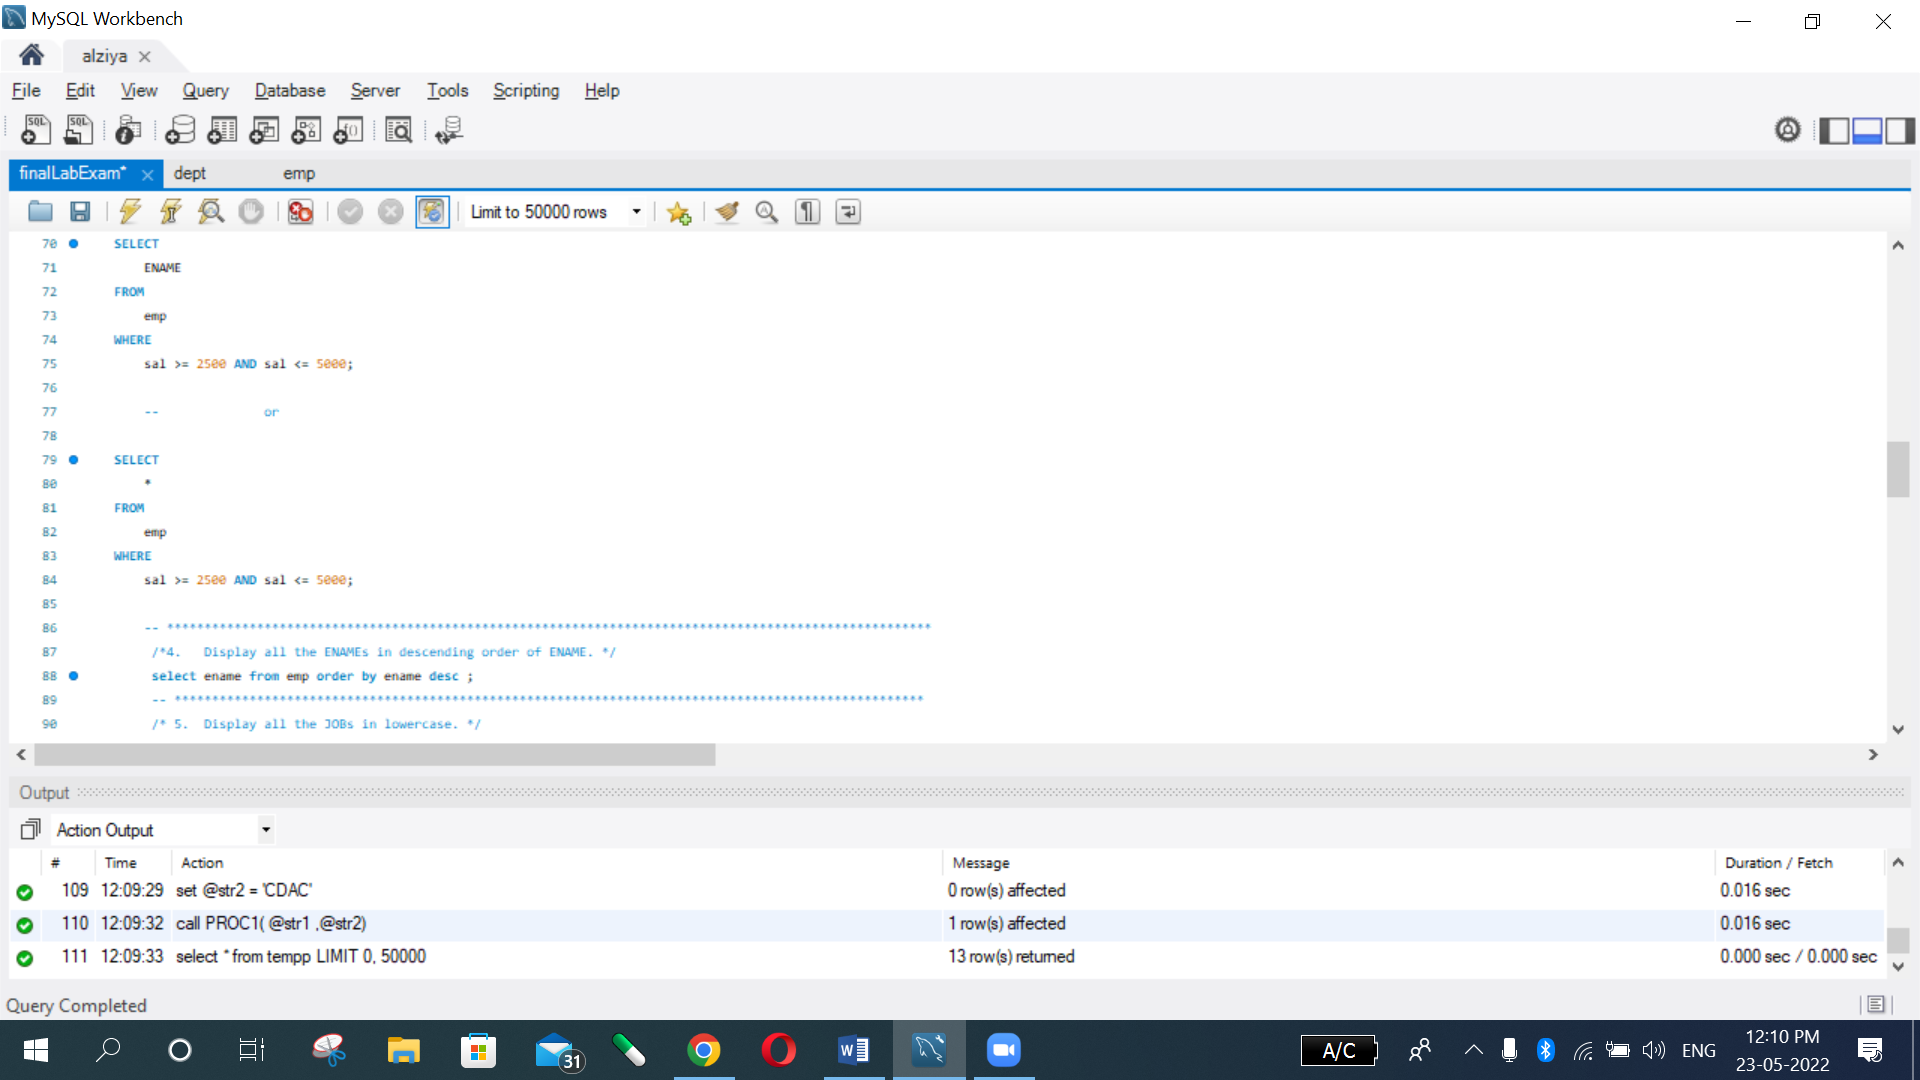 MySQL Workbench
alziya
File Edit View Query Database Server Tools Scripting Help
finalLabExam* dept emp
Limit to 50000 rows
70 SELECT
71 ENAME
72 FROM
73 emp
74 WHERE
75 sal >= 2500 AND sal <= 5000;
76
77 -- or
78
79 SELECT
80 *
81 FROM
82 emp
83 WHERE
84 sal >= 2500 AND sal <= 5000;
85
86 -- ******************************************************************************************************
87 /*4. Display all the ENAMEs in descending order of ENAME. */
88 select ename from emp order by ename desc ;
89 -- ****************************************************************************************************
90 /* 5. Display all the JOBs in lowercase. */
Output
Action Output
# Time Action Message Duration / Fetch
109 12:09:29 set @str2 = 'CDAC' 0 row(s) affected 0.016 sec
110 12:09:32 call PROC1( @str1 ,@str2) 1 row(s) affected 0.016 sec
111 12:09:33 select * from tempp LIMIT 0, 50000 13 row(s) returned 0.000 sec / 0.000 sec
Query Completed
31
A/C
ENG
12:10 PM
23-05-2022